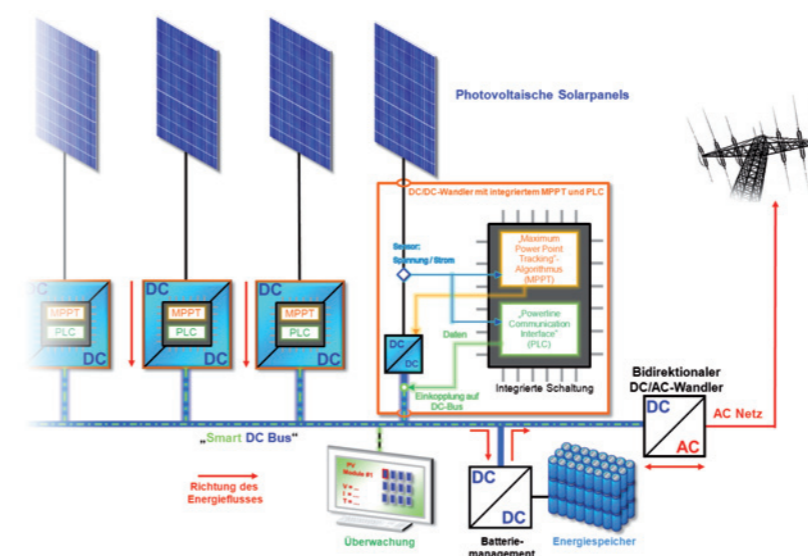 Photovoltaische Solarpanels
DC/DC-Wandler mit integriertem MPPT und PLC
Sensor:
Spannung / Strom
„Maximum
Power Point
Tracking"-
Algorithmus
(MPPT)
„Powerline
Communication
Interface"
(PLC)
Daten
DC
DC
Einkopplung auf
DC-Bus
Integrierte Schaltung
DC
MPPT
PLC
DC
DC
MPPT
PLC
DC
DC
MPPT
PLC
DC
Bidirektionaler
DC/AC-Wandler
DC
AC
AC Netz
„Smart DC Bus"
Richtung des
Energieflusses
PV
Module #1
V = ...
I = ...
T = ...
Überwachung
DC
DC
Batterie-
management
Energiespeicher